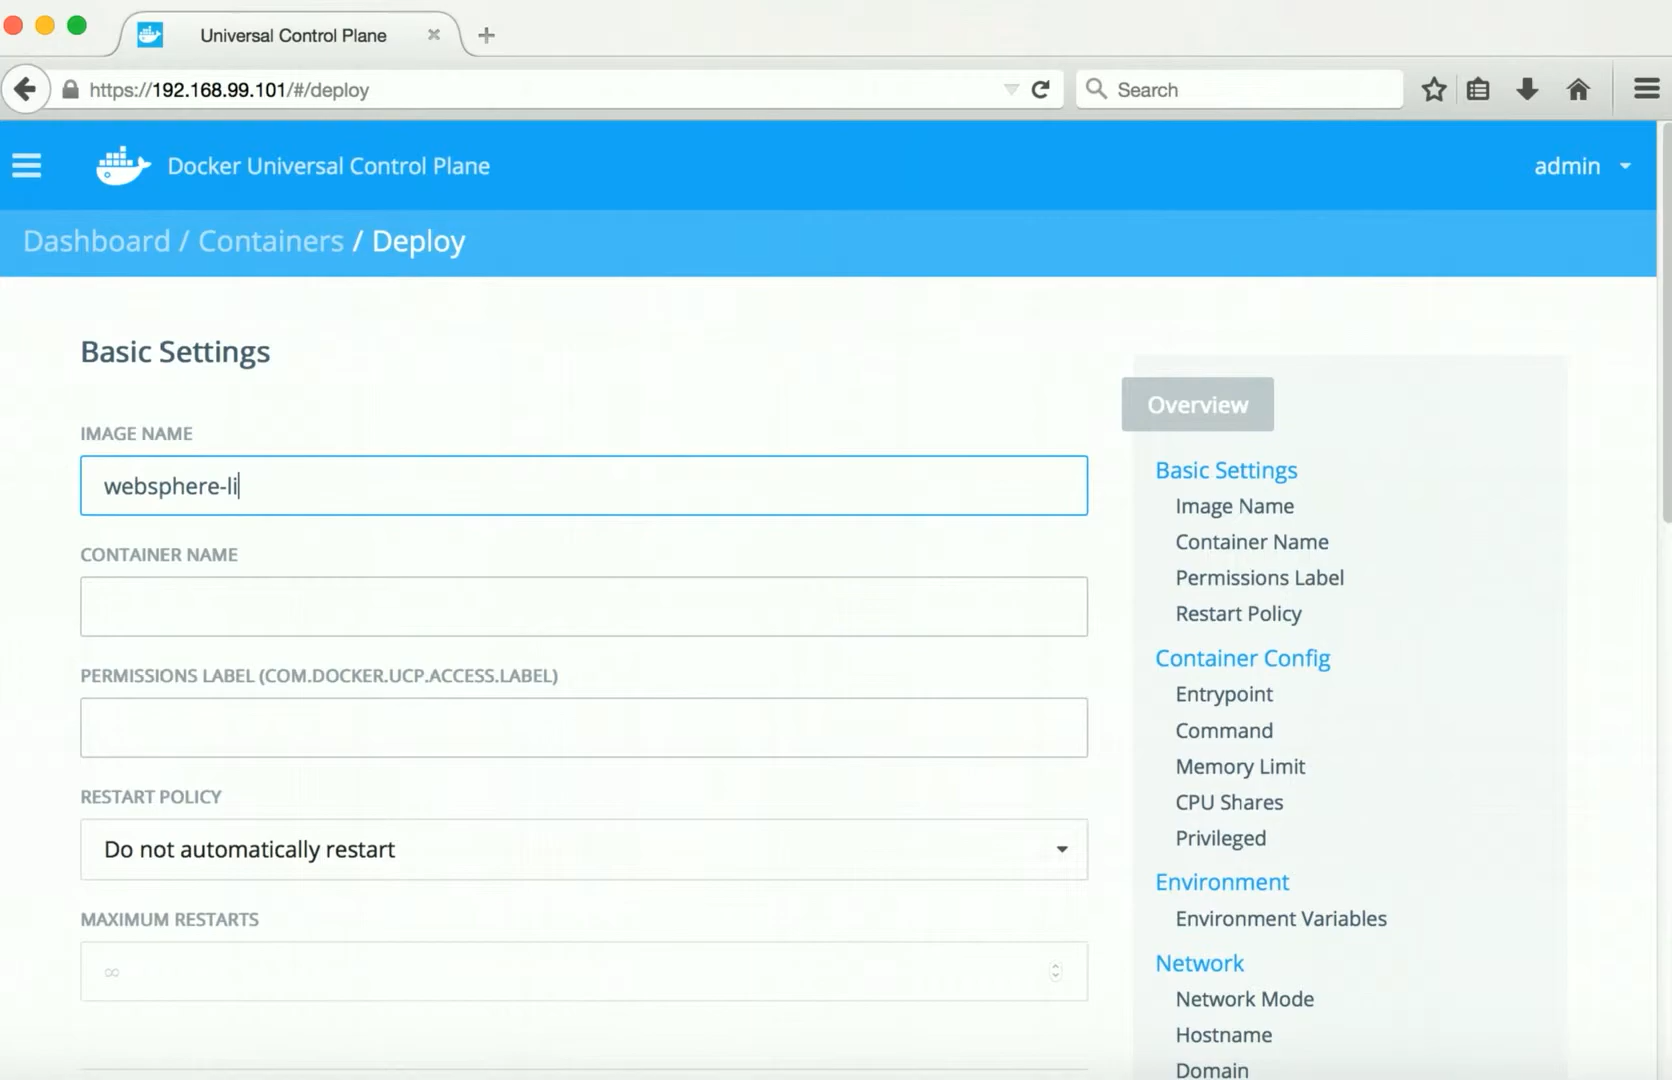 Universal Control Plane
https://192.168.99.101/#/deploy
Search
Docker Universal Control Plane
admin
Dashboard / Containers / Deploy
Basic Settings
IMAGE NAME
websphere-li
CONTAINER NAME
PERMISSIONS LABEL (COM.DOCKER.UCP.ACCESS.LABEL)
RESTART POLICY
Do not automatically restart
MAXIMUM RESTARTS
∞
Overview
Basic Settings
Image Name
Container Name
Permissions Label
Restart Policy
Container Config
Entrypoint
Command
Memory Limit
CPU Shares
Privileged
Environment
Environment Variables
Network
Network Mode
Hostname
Domain